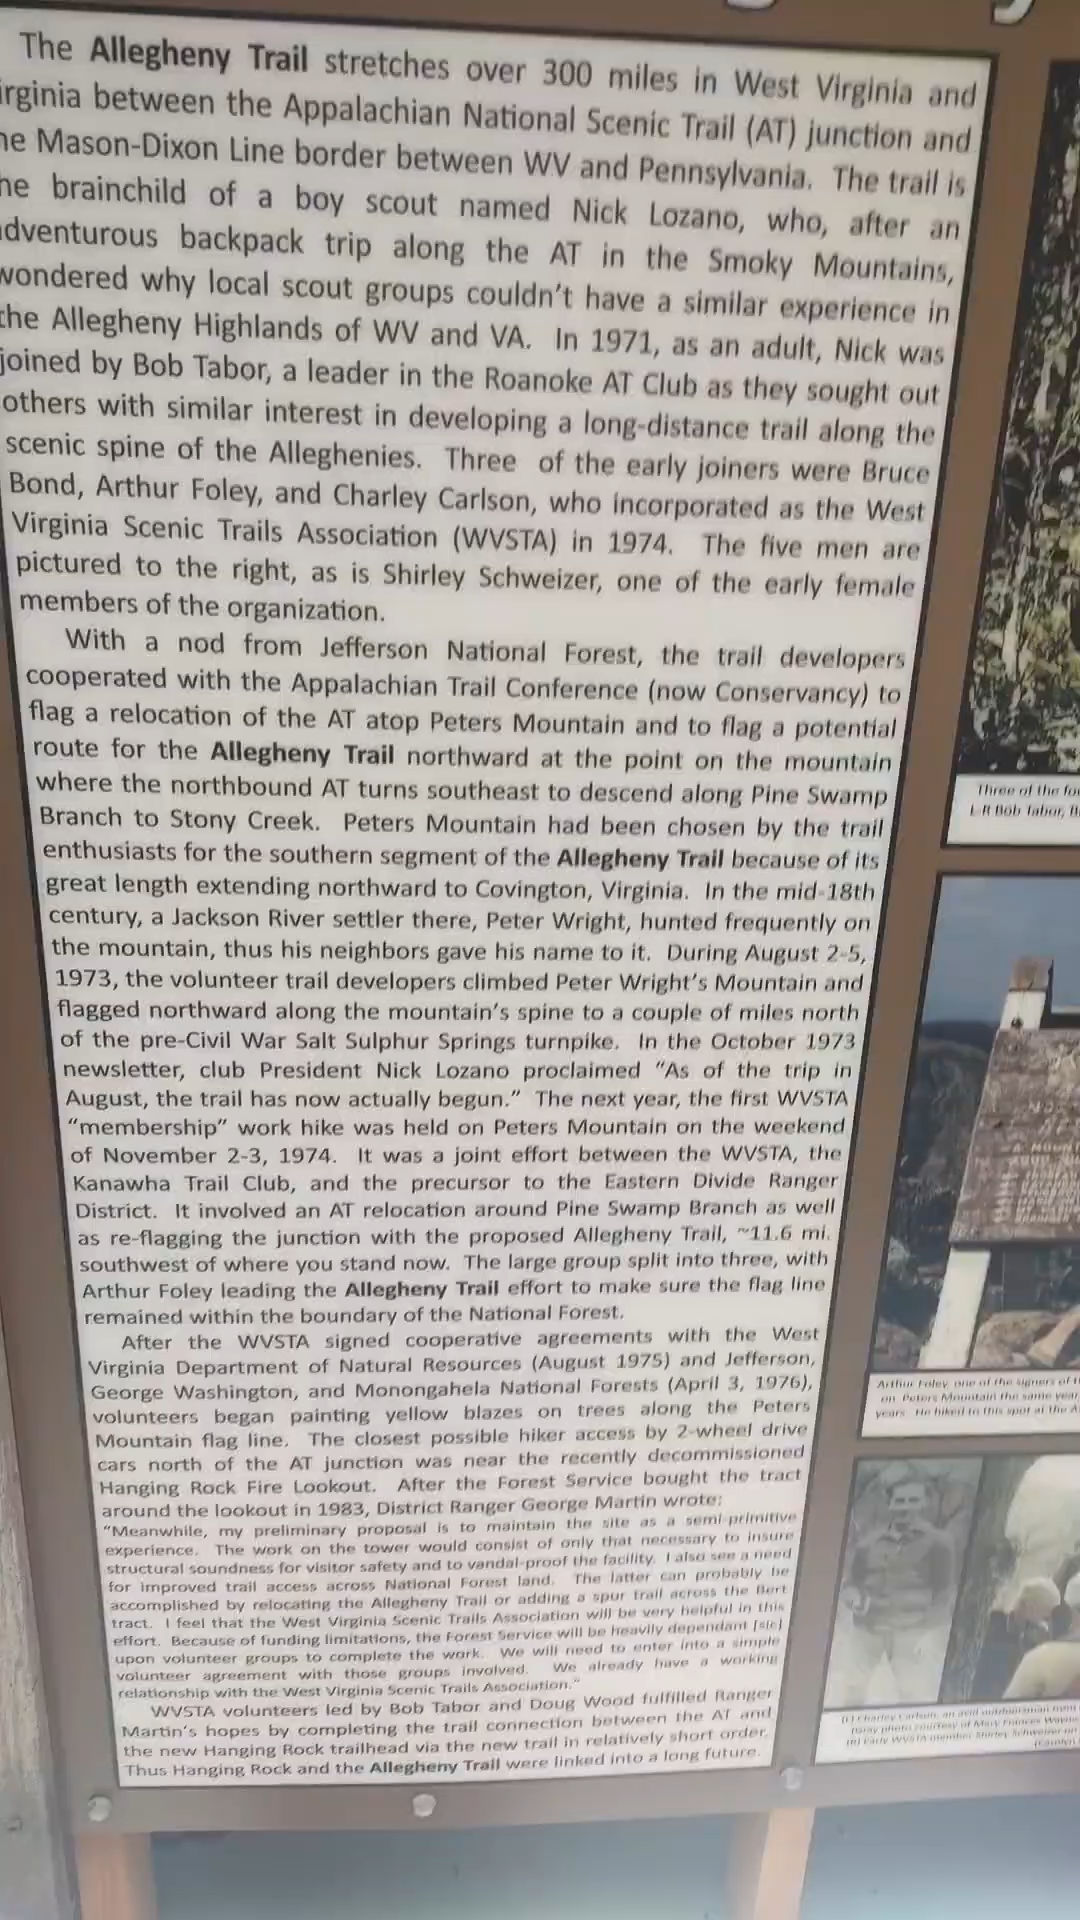 The Allegheny Trail stretches over 300 miles in West Virginia and
irginia between the Appalachian National Scenic Trail (AT) junction and
he Mason-Dixon Line border between WV and Pennsylvania. The trail is
he brainchild of a boy scout named Nick Lozano, who, after an
dventurous backpack trip along the AT in the Smoky Mountains,
wondered why local scout groups couldn't have a similar experience in
the Allegheny Highlands of WV and VA. In 1971, as an adult, Nick was
joined by Bob Tabor, a leader in the Roanoke AT Club as they sought out
others with similar interest in developing a long-distance trail along the
scenic spine of the Alleghenies. Three of the early joiners were Bruce
Bond, Arthur Foley, and Charley Carlson, who incorporated as the West
Virginia Scenic Trails Association (WVSTA) in 1974. The five men are
pictured to the right, as is Shirley Schweizer, one of the early female
members of the organization.
With a nod from Jefferson National Forest, the trail developers
cooperated with the Appalachian Trail Conference (now Conservancy) to
flag a relocation of the AT atop Peters Mountain and to flag a potential
route for the Allegheny Trail northward at the point on the mountain
where the northbound AT turns southeast to descend along Pine Swamp
Branch to Stony Creek. Peters Mountain had been chosen by the trail
enthusiasts for the southern segment of the Allegheny Trail because of its
great length extending northward to Covington, Virginia. In the mid-18th
century, a Jackson River settler there, Peter Wright, hunted frequently on
the mountain, thus his neighbors gave his name to it. During August 2-5,
1973, the volunteer trail developers climbed Peter Wright's Mountain and
flagged northward along the mountain's spine to a couple of miles north
of the pre-Civil War Salt Sulphur Springs turnpike. In the October 1973
newsletter, club President Nick Lozano proclaimed "As of the trip in
August, the trail has now actually begun." The next year, the first WVSTA
"membership" work hike was held on Peters Mountain on the weekend
of November 2-3, 1974. It was a joint effort between the WVSTA, the
Kanawha Trail Club, and the precursor to the Eastern Divide Ranger
District. It involved an AT relocation around Pine Swamp Branch as well
as re-flagging the junction with the proposed Allegheny Trail, ~11.6 mi.
southwest of where you stand now. The large group split into three, with
Arthur Foley leading the Allegheny Trail effort to make sure the flag line
remained within the boundary of the National Forest.
After the WVSTA signed cooperative agreements with the West
Virginia Department of Natural Resources (August 1975) and Jefferson,
George Washington, and Monongahela National Forests (April 3, 1976),
volunteers began painting yellow blazes on trees along the Peters
Mountain flag line. The closest possible hiker access by 2-wheel drive
cars north of the AT junction was near the recently decommissioned
Hanging Rock Fire Lookout. After the Forest Service bought the tract
around the lookout in 1983, District Ranger George Martin wrote:
"Meanwhile, my preliminary proposal is to maintain the site as a semi-primitive
experience. The work on the tower would consist of only that necessary to insure
structural soundness for visitor safety and to vandal-proof the facility. I also see a need
for improved trail access across National Forest land. The latter can probably be
accomplished by relocating the Allegheny Trail or adding a spur trail across the Bert
tract. I feel that the West Virginia Scenic Trails Association will be very helpful in this
effort. Because of funding limitations, the Forest Service will be heavily dependant [sic]
upon volunteer groups to complete the work. We will need to enter into a simple
volunteer agreement with those groups involved. We already have a working
relationship with the West Virginia Scenic Trails Association."
WVSTA volunteers led by Bob Tabor and Doug Wood fulfilled Ranger
Martin's hopes by completing the trail connection between the AT and
the new Hanging Rock trailhead via the new trail in relatively short order.
Thus Hanging Rock and the Allegheny Trail were linked into a long future.
Three of the fo
L-R Bob Tabor, B
Arthur Foley, one of the signers of
on Peters Mountain the same year
years. He hiked to this spot at the A